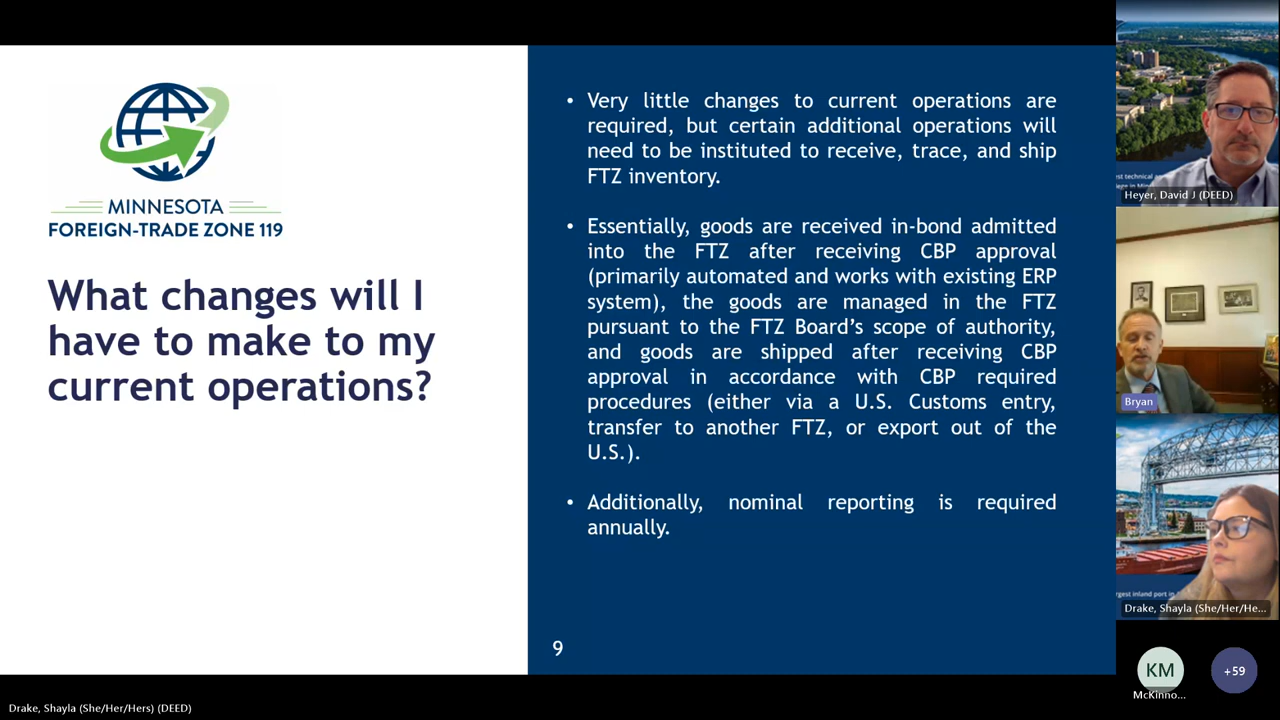 MINNESOTA
FOREIGN-TRADE ZONE 119
What changes will I
have to make to my
current operations?
• Very little changes to current operations are
required, but certain additional operations will
need to be instituted to receive, trace, and ship
FTZ inventory.
• Essentially, goods are received in-bond admitted
into the FTZ after receiving CBP approval
(primarily automated and works with existing ERP
system), the goods are managed in the FTZ
pursuant to the FTZ Board’s scope of authority,
and goods are shipped after receiving CBP
approval in accordance with CBP required
procedures (either via a U.S. Customs entry,
transfer to another FTZ, or export out of the
U.S.).
• Additionally, nominal reporting is required
annually.
9
Heyer, David J (DEED)
Bryan
Drake, Shayla (She/Her/He...
KM
McKinno...
+59
Drake, Shayla (She/Her/Hers) (DEED)